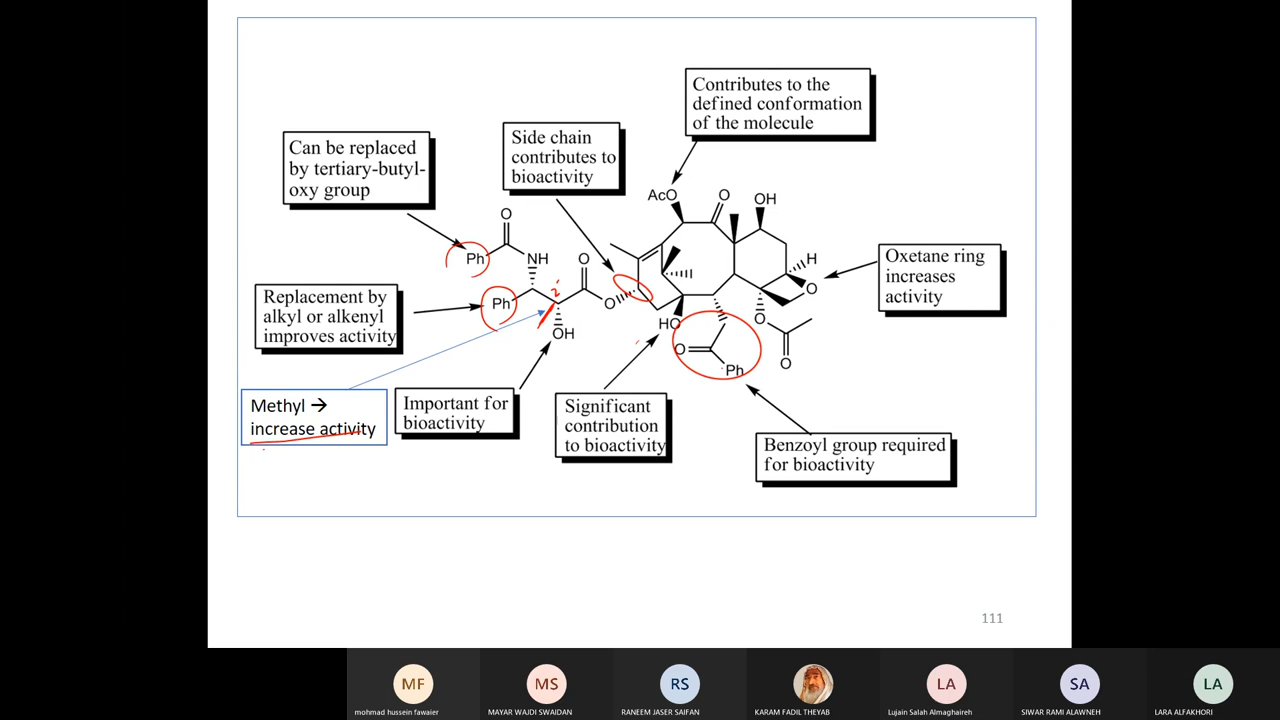 Contributes to the
defined conformation
of the molecule
Side chain
contributes to
bioactivity
Can be replaced
by tertiary-butyl-
oxy group
AcO
O
OH
O
Ph
NH
O
H
O
Oxetane ring
increases
activity
Replacement by
alkyl or alkenyl
improves activity
Ph
2'
O
OH
HO
O
O
O
Ph
Methyl →
increase activity
Important for
bioactivity
Significant
contribution
to bioactivity
Benzoyl group required
for bioactivity
111
MF
MS
RS
LA
SA
LA
mohmad hussein fawaier
MAYAR WAJDI SWAIDAN
RANEEM JASER SAIFAN
KARAM FADIL THEYAB
Lujain Salah Almaghaireh
SIWAR RAMI ALAWNEH
LARA ALFAKHORI